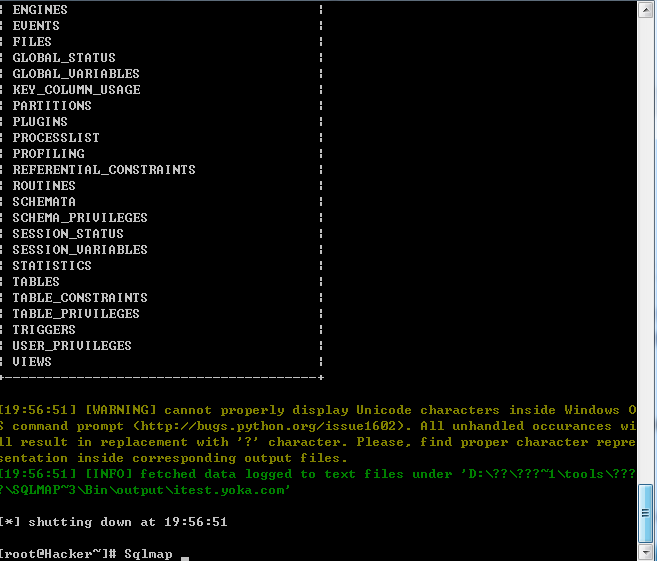 ¦ ENGINES ¦
¦ EVENTS ¦
¦ FILES ¦
¦ GLOBAL_STATUS ¦
¦ GLOBAL_VARIABLES ¦
¦ KEY_COLUMN_USAGE ¦
¦ PARTITIONS ¦
¦ PLUGINS ¦
¦ PROCESSLIST ¦
¦ PROFILING ¦
¦ REFERENTIAL_CONSTRAINTS ¦
¦ ROUTINES ¦
¦ SCHEMATA ¦
¦ SCHEMA_PRIVILEGES ¦
¦ SESSION_STATUS ¦
¦ SESSION_VARIABLES ¦
¦ STATISTICS ¦
¦ TABLES ¦
¦ TABLE_CONSTRAINTS ¦
¦ TABLE_PRIVILEGES ¦
¦ TRIGGERS ¦
¦ USER_PRIVILEGES ¦
¦ VIEWS ¦
+---------------------------------------+
[19:56:51] [WARNING] cannot properly display Unicode characters inside Windows O
S command prompt (http://bugs.python.org/issue1602). All unhandled occurances wi
ll result in replacement with '?' character. Please, find proper character repre
sentation inside corresponding output files.
[19:56:51] [INFO] fetched data logged to text files under 'D:\??\???~1\tools\???
?\SQLMAP~3\Bin\output\itest.yoka.com'
[*] shutting down at 19:56:51
[root@Hacker~]# Sqlmap _